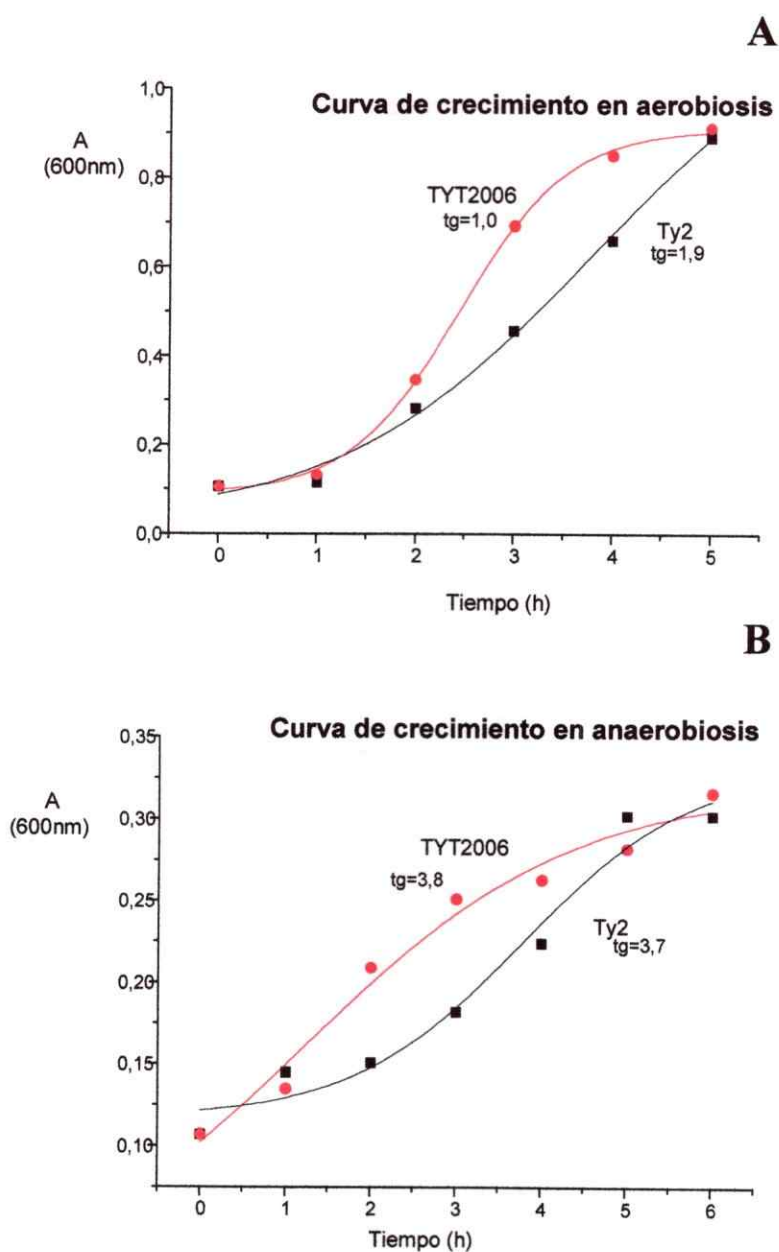 A
Curva de crecimiento en aerobiosis
A
(600nm)
1,0
0,8
0,6
0,4
0,2
0,0
TYT2006
tg=1,0
Ty2
tg=1,9
0 1 2 3 4 5
Tiempo (h)
B
Curva de crecimiento en anaerobiosis
A
(600nm)
0,35
0,30
0,25
0,20
0,15
0,10
TYT2006
tg=3,8
Ty2
tg=3,7
0 1 2 3 4 5 6
Tiempo (h)